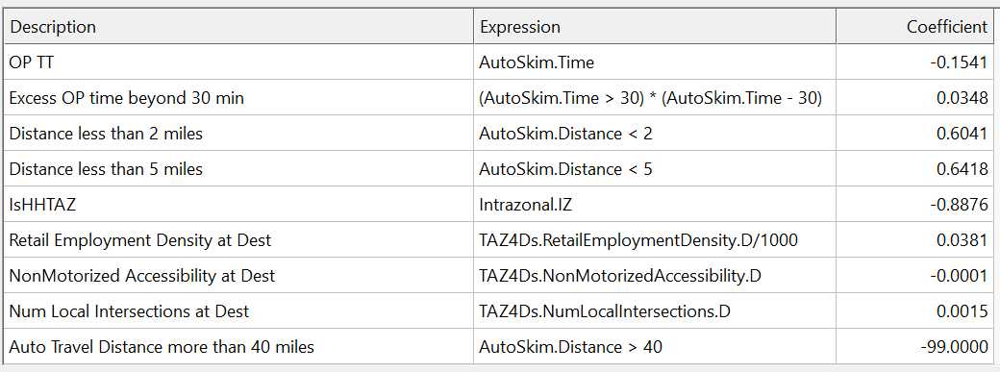 Description Expression Coefficient
OP TT AutoSkim.Time -0.1541
Excess OP time beyond 30 min (AutoSkim.Time > 30) * (AutoSkim.Time - 30) 0.0348
Distance less than 2 miles AutoSkim.Distance < 2 0.6041
Distance less than 5 miles AutoSkim.Distance < 5 0.6418
IsHHTAZ Intrazonal.IZ -0.8876
Retail Employment Density at Dest TAZ4Ds.RetailEmploymentDensity.D/1000 0.0381
NonMotorized Accessibility at Dest TAZ4Ds.NonMotorizedAccessibility.D -0.0001
Num Local Intersections at Dest TAZ4Ds.NumLocalIntersections.D 0.0015
Auto Travel Distance more than 40 miles AutoSkim.Distance > 40 -99.0000